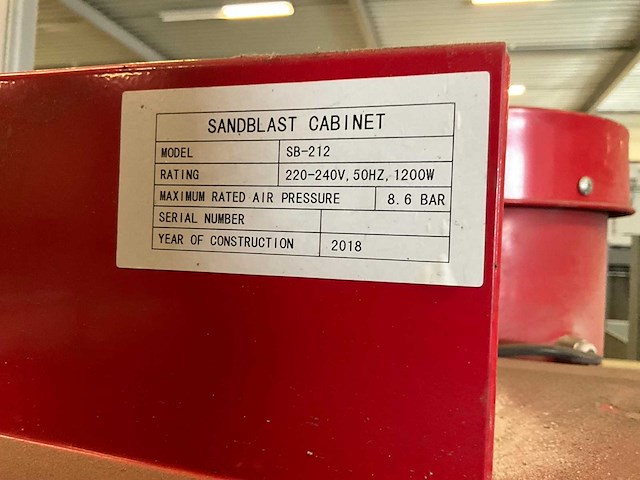 SANDBLAST CABINET
MODEL SB-212
RATING 220-240V, 50HZ, 1200W
MAXIMUM RATED AIR PRESSURE 8.6 BAR
SERIAL NUMBER
YEAR OF CONSTRUCTION 2018